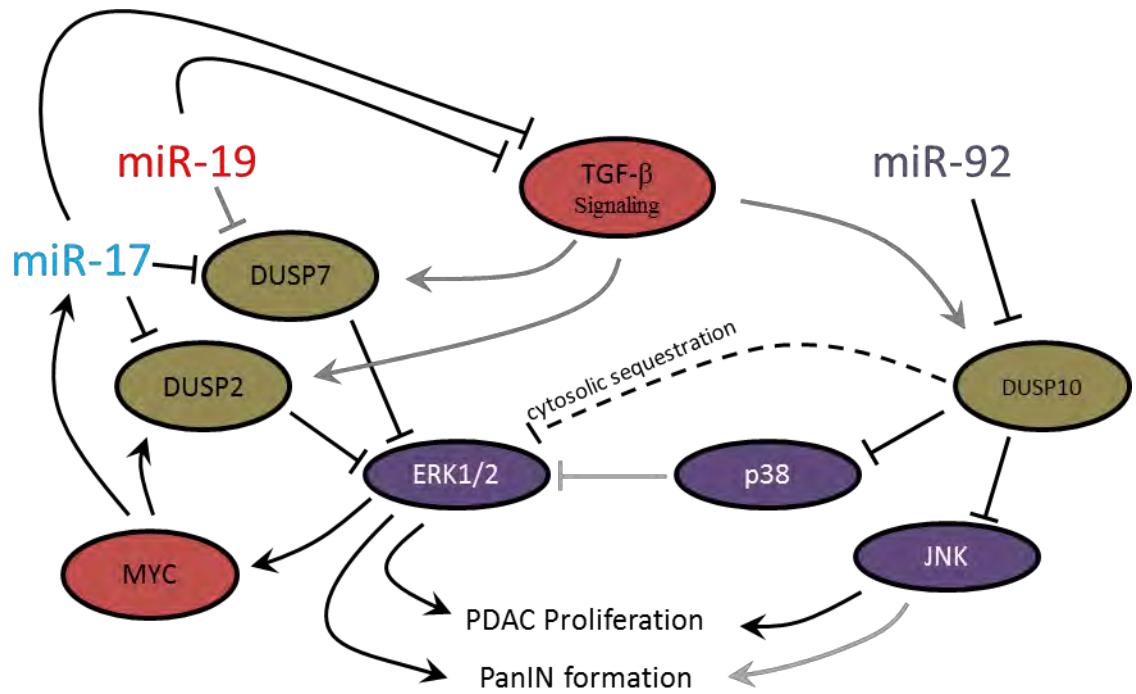 miR-19
TGF-β
Signaling
miR-92
miR-17
DUSP7
DUSP2
cytosolic sequestration
DUSP10
ERK1/2
p38
JNK
MYC
PDAC Proliferation
PanIN formation